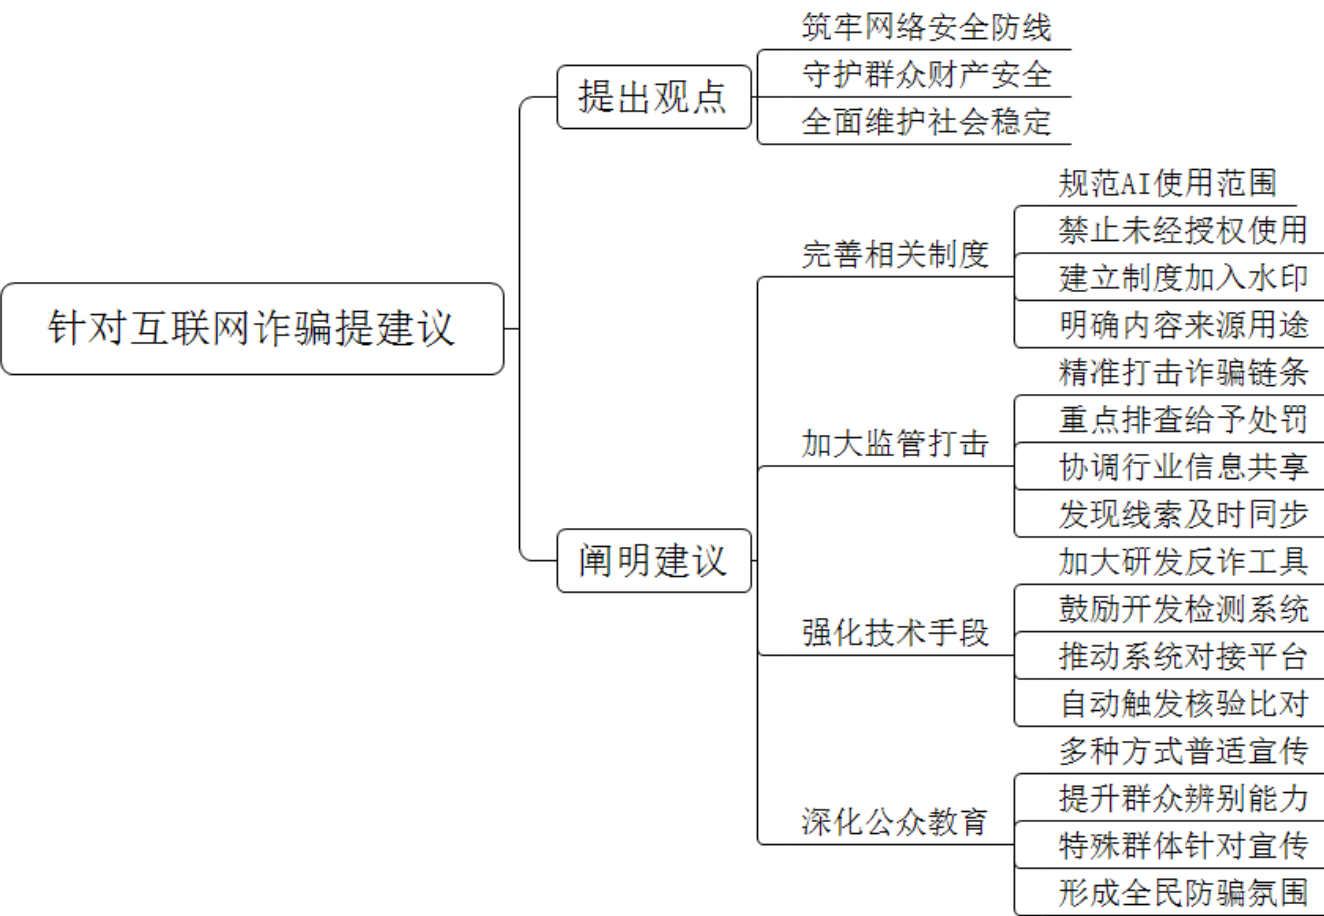 针对互联网诈骗提建议
提出观点
筑牢网络安全防线
守护群众财产安全
全面维护社会稳定
阐明建议
完善相关制度
规范AI使用范围
禁止未经授权使用
建立制度加入水印
明确内容来源用途
加大监管打击
精准打击诈骗链条
重点排查给予处罚
协调行业信息共享
发现线索及时同步
强化技术手段
加大研发反诈工具
鼓励开发检测系统
推动系统对接平台
自动触发核验比对
深化公众教育
多种方式普适宣传
提升群众辨别能力
特殊群体针对宣传
形成全民防骗氛围